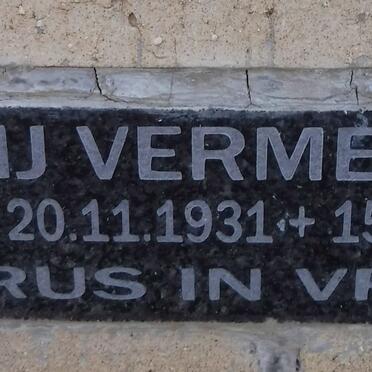 IJ VERME
20.11.1931 + 15
RUS IN VR